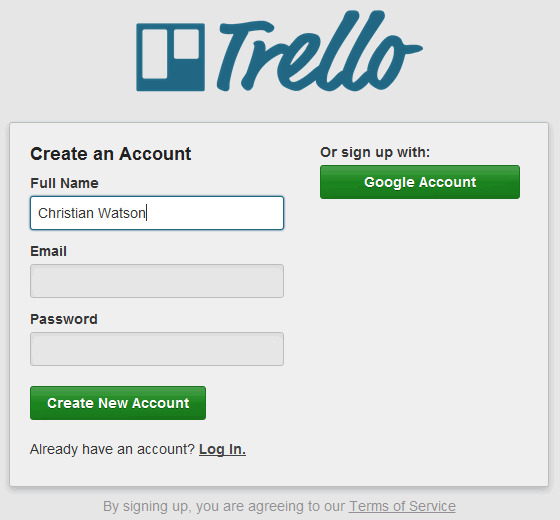 Trello
Create an Account
Full Name
Christian Watson
Email
Password
Create New Account
Already have an account? Log In.
Or sign up with:
Google Account
By signing up, you are agreeing to our Terms of Service